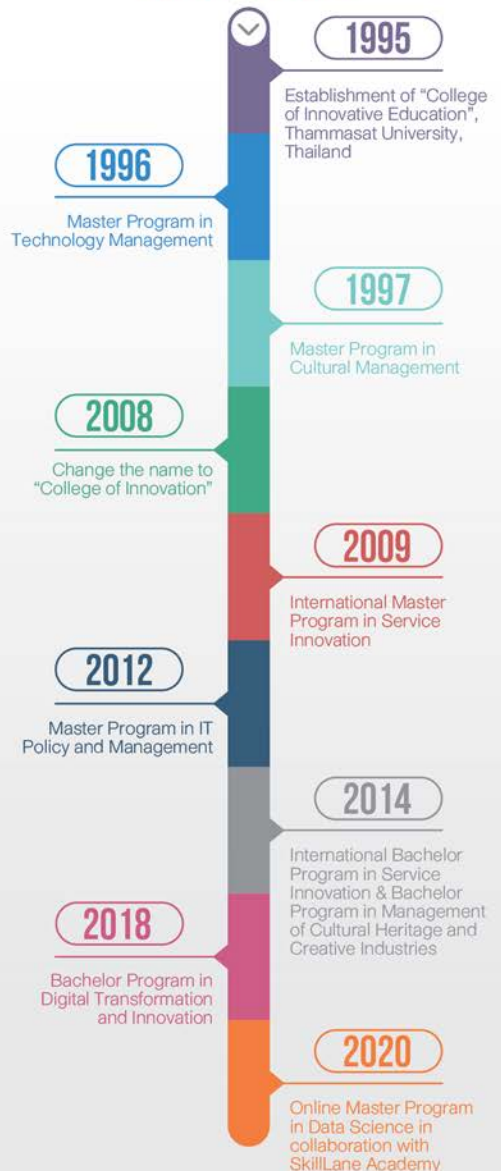 1995
Establishment of "College
of Innovative Education",
Thammasat University,
Thailand
1996
Master Program in
Technology Management
1997
Master Program in
Cultural Management
2008
Change the name to
"College of Innovation"
2009
International Master
Program in Service
Innovation
2012
Master Program in IT
Policy and Management
2014
International Bachelor
Program in Service
Innovation & Bachelor
Program in Management
of Cultural Heritage and
Creative Industries
2018
Bachelor Program in
Digital Transformation
and Innovation
2020
Online Master Program
in Data Science in
collaboration with
SkillLane Academy